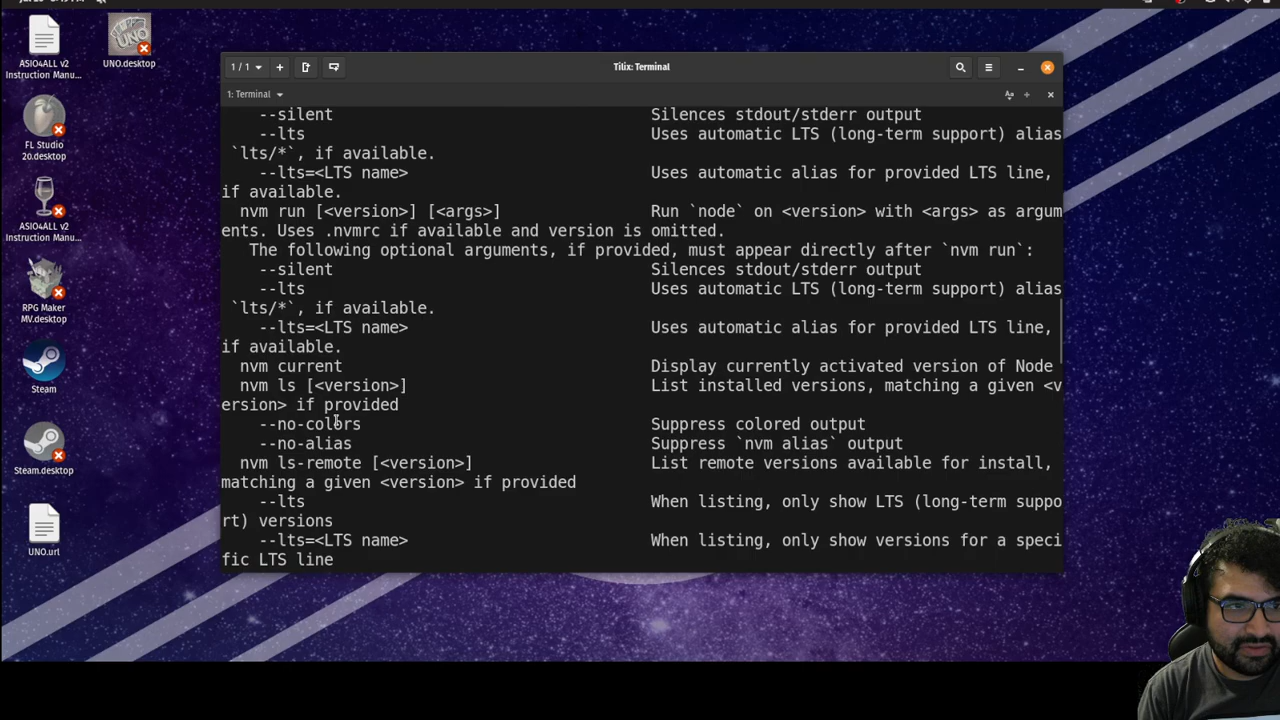 UNO
UNO.desktop
ASIO4ALL v2
Instruction Manu...
FL Studio
20.desktop
ASIO4ALL v2
Instruction Manu...
RPG Maker
MV.desktop
Steam
Steam.desktop
UNO.url
1 / 1
Tilix: Terminal
1: Terminal
--silent Silences stdout/stderr output
--lts Uses automatic LTS (long-term support) alias
`lts/*`, if available.
--lts=<LTS name> Uses automatic alias for provided LTS line,
if available.
nvm run [<version>] [<args>] Run `node` on <version> with <args> as argum
ents. Uses .nvmrc if available and version is omitted.
The following optional arguments, if provided, must appear directly after `nvm run`:
--silent Silences stdout/stderr output
--lts Uses automatic LTS (long-term support) alias
`lts/*`, if available.
--lts=<LTS name> Uses automatic alias for provided LTS line,
if available.
nvm current Display currently activated version of Node
nvm ls [<version>] List installed versions, matching a given <v
ersion> if provided
--no-colors Suppress colored output
--no-alias Suppress `nvm alias` output
nvm ls-remote [<version>] List remote versions available for install,
matching a given <version> if provided
--lts When listing, only show LTS (long-term suppo
rt) versions
--lts=<LTS name> When listing, only show versions for a speci
fic LTS line